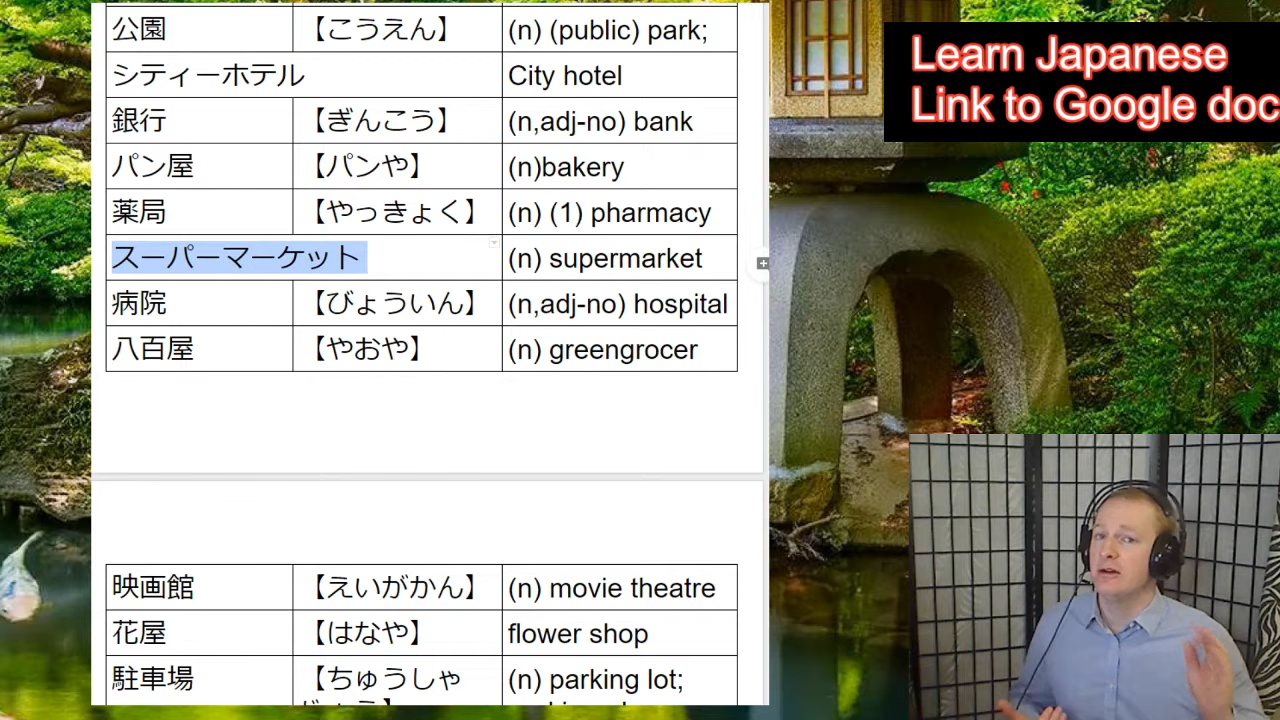 公園 【こうえん】 (n) (public) park;
シティーホテル City hotel
銀行 【ぎんこう】 (n,adj-no) bank
パン屋 【パンや】 (n)bakery
薬局 【やっきょく】 (n) (1) pharmacy
スーパーマーケット (n) supermarket
病院 【びょういん】 (n,adj-no) hospital
八百屋 【やおや】 (n) greengrocer
映画館 【えいがかん】 (n) movie theatre
花屋 【はなや】 flower shop
駐車場 【ちゅうしゃ (n) parking lot;
Learn Japanese
Link to Google doc